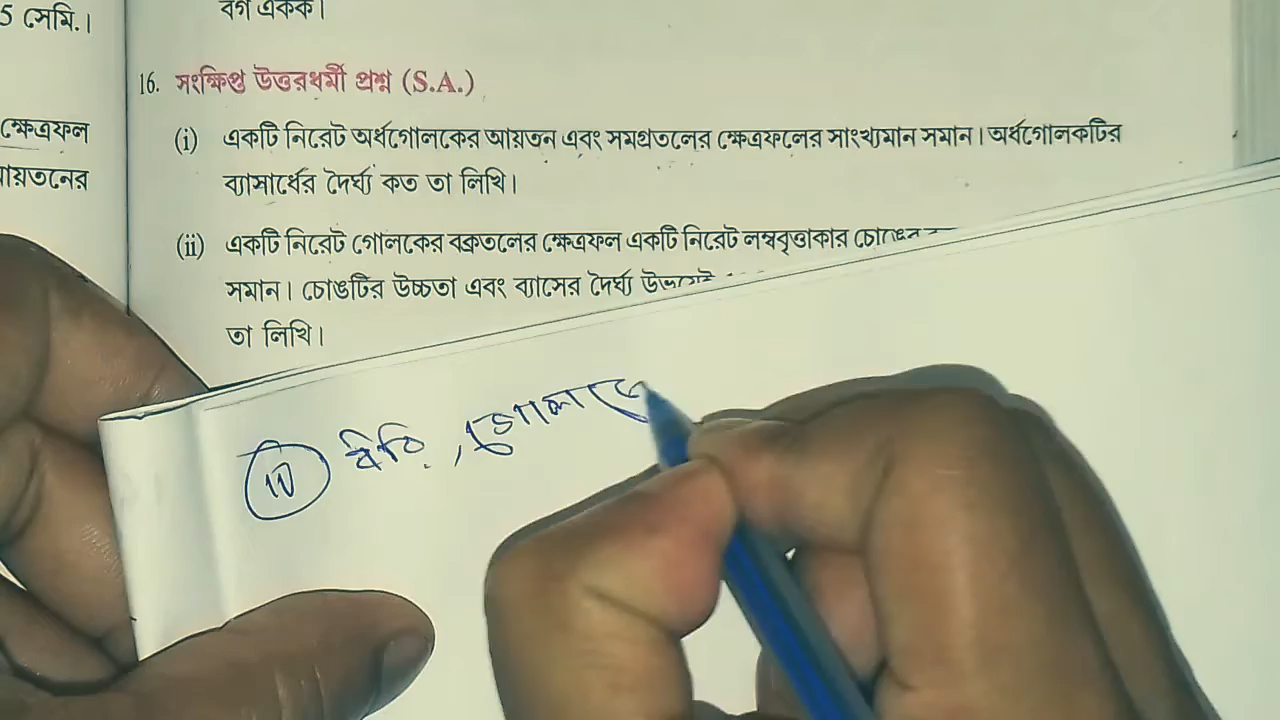 5 সেমি.।
বর্গ একক।
16. সংক্ষিপ্ত উত্তরধর্মী প্রশ্ন (S.A.)
ক্ষেত্রফল
(i) একটি নিরেট অর্ধগোলকের আয়তন এবং সমগ্রতলের ক্ষেত্রফলের সাংখ্যমান সমান। অর্ধগোলকটির
য়তনের
ব্যাসার্ধের দৈর্ঘ্য কত তা লিখি।
(ii) একটি নিরেট গোলকের বক্রতলের ক্ষেত্রফল একটি নিরেট লম্ববৃত্তাকার চোঙের
সমান। চোঙটির উচ্চতা এবং ব্যাসের দৈর্ঘ্য উভয়েই
তা লিখি।
ধরি, গোলকে